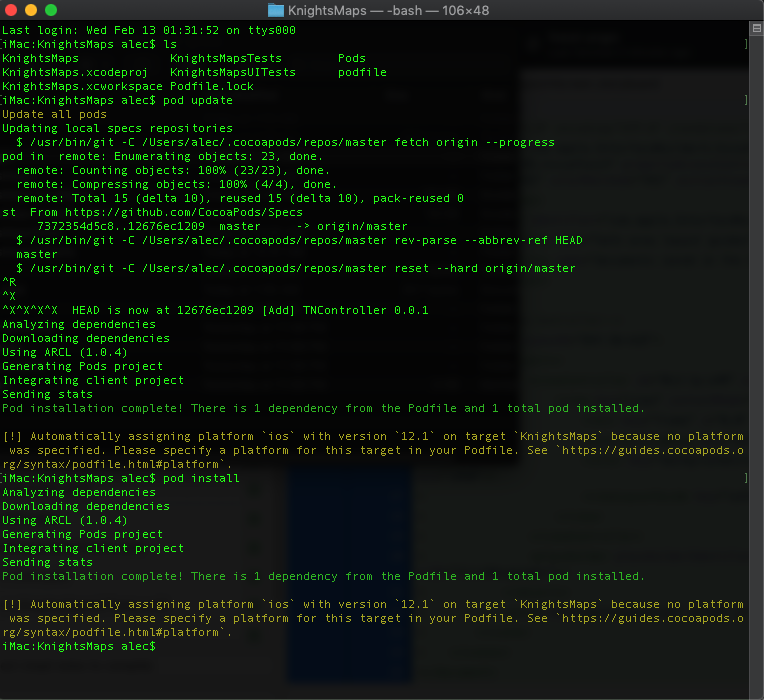 KnightsMaps — -bash — 106×48
Last login: Wed Feb 13 01:31:52 on ttys000
[iMac:KnightsMaps alec$ ls ]
KnightsMaps KnightsMapsTests Pods
KnightsMaps.xcodeproj KnightsMapsUITests podfile
KnightsMaps.xcworkspace Podfile.lock
[iMac:KnightsMaps alec$ pod update ]
Update all pods
Updating local specs repositories
$ /usr/bin/git -C /Users/alec/.cocoapods/repos/master fetch origin --progress
pod in  remote: Enumerating objects: 23, done.
remote: Counting objects: 100% (23/23), done.
remote: Compressing objects: 100% (4/4), done.
remote: Total 15 (delta 10), reused 15 (delta 10), pack-reused 0
st  From https://github.com/CocoaPods/Specs
7372354d5c8..12676ec1209  master     -> origin/master
$ /usr/bin/git -C /Users/alec/.cocoapods/repos/master rev-parse --abbrev-ref HEAD
master
$ /usr/bin/git -C /Users/alec/.cocoapods/repos/master reset --hard origin/master
^R
^X
^X^X^X^X  HEAD is now at 12676ec1209 [Add] TNController 0.0.1
Analyzing dependencies
Downloading dependencies
Using ARCL (1.0.4)
Generating Pods project
Integrating client project
Sending stats
Pod installation complete! There is 1 dependency from the Podfile and 1 total pod installed.
[!] Automatically assigning platform `ios` with version `12.1` on target `KnightsMaps` because no platform
was specified. Please specify a platform for this target in your Podfile. See `https://guides.cocoapods.o
rg/syntax/podfile.html#platform`.
[iMac:KnightsMaps alec$ pod install ]
Analyzing dependencies
Downloading dependencies
Using ARCL (1.0.4)
Generating Pods project
Integrating client project
Sending stats
Pod installation complete! There is 1 dependency from the Podfile and 1 total pod installed.
[!] Automatically assigning platform `ios` with version `12.1` on target `KnightsMaps` because no platform
was specified. Please specify a platform for this target in your Podfile. See `https://guides.cocoapods.o
rg/syntax/podfile.html#platform`.
iMac:KnightsMaps alec$